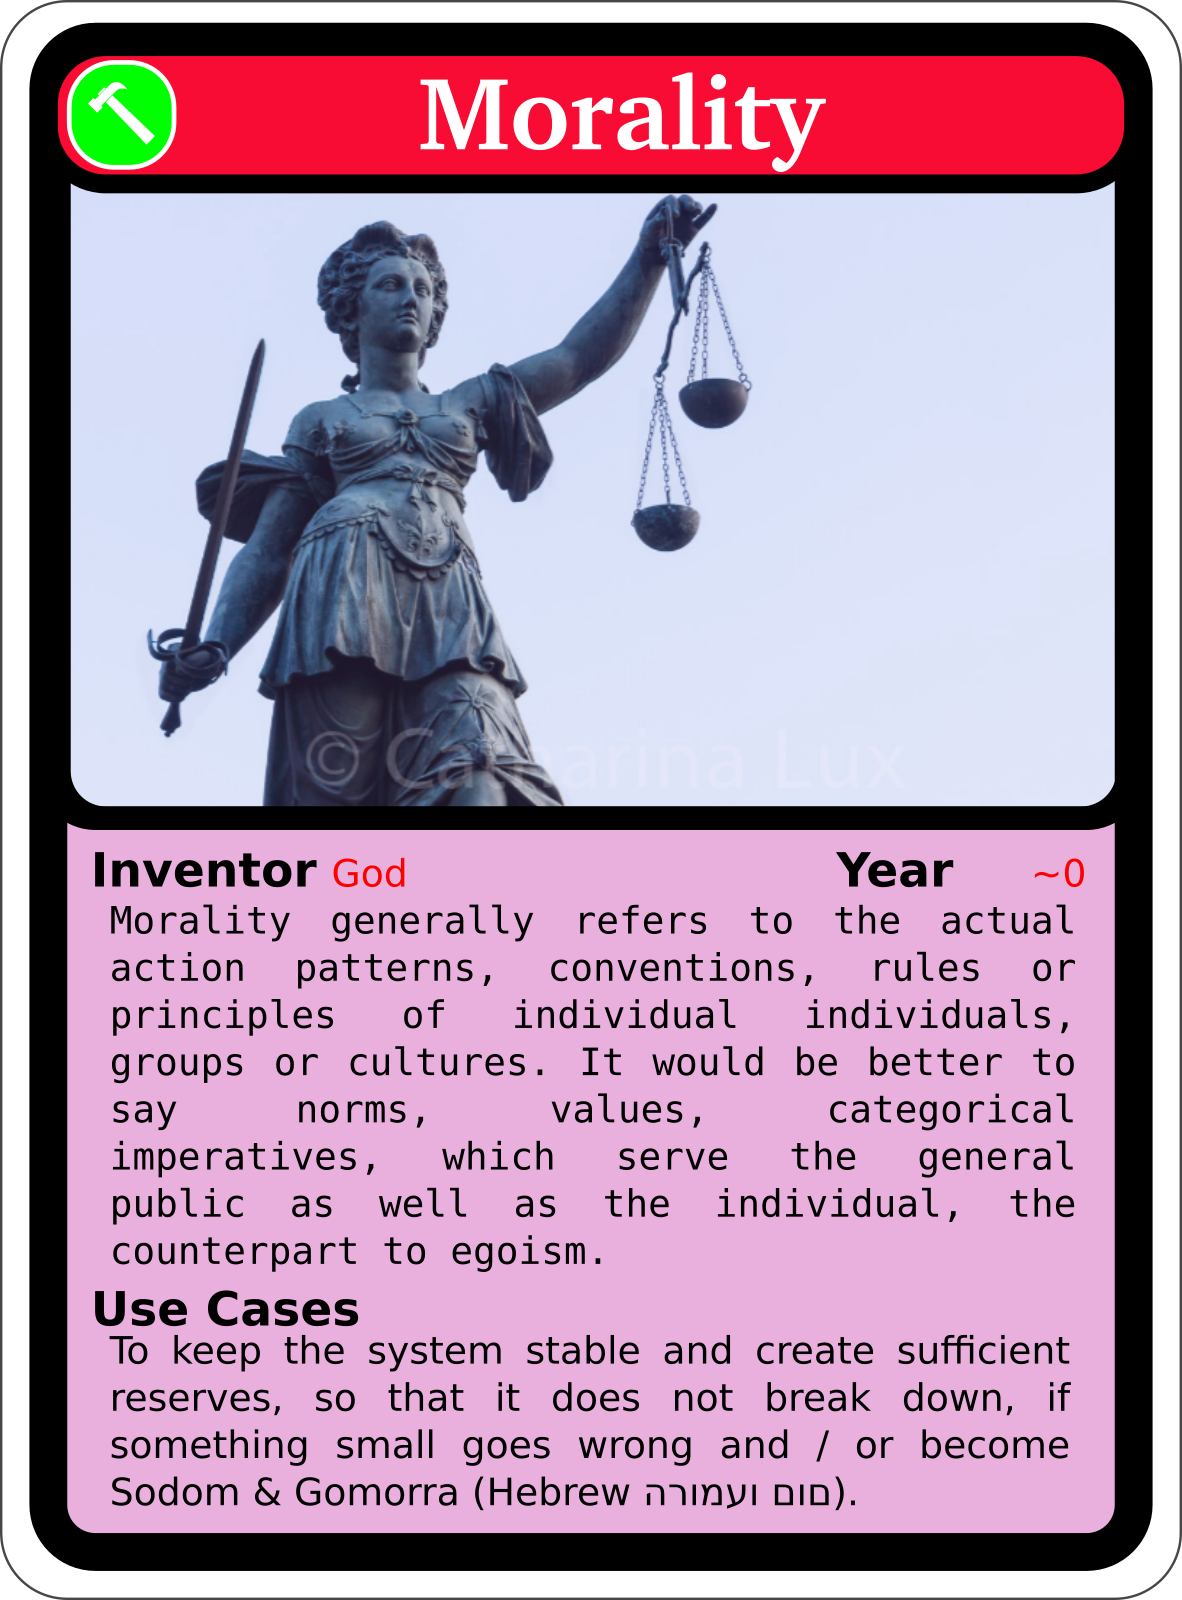 Morality
© Catharina Lux
Inventor God Year ~0
Morality generally refers to the actual
action patterns, conventions, rules or
principles of individual individuals,
groups or cultures. It would be better to
say norms, values, categorical
imperatives, which serve the general
public as well as the individual, the
counterpart to egoism.
Use Cases
To keep the system stable and create sufficient
reserves, so that it does not break down, if
something small goes wrong and / or become
Sodom & Gomorra (Hebrew םום ועמורה).